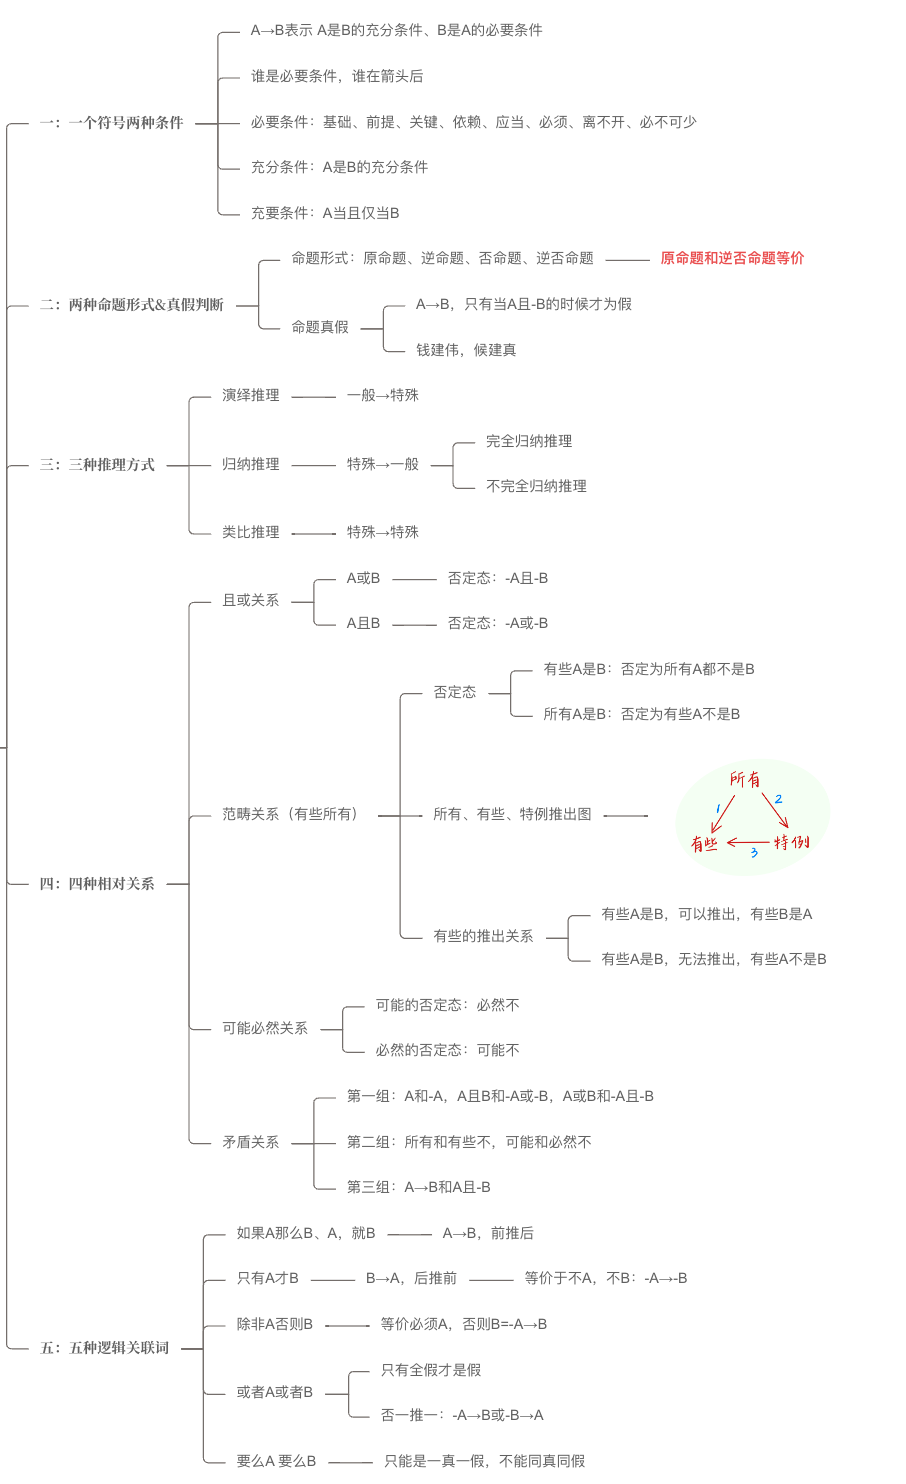 一：一个符号两种条件
A→B表示 A是B的充分条件、B是A的必要条件
谁是必要条件，谁在箭头后
必要条件：基础、前提、关键、依赖、应当、必须、离不开、必不可少
充分条件：A是B的充分条件
充要条件：A当且仅当B
二：两种命题形式&真假判断
命题形式：原命题、逆命题、否命题、逆否命题
原命题和逆否命题等价
命题真假
A→B，只有当A且-B的时候才为假
钱建伟，候建真
三：三种推理方式
演绎推理
一般→特殊
归纳推理
特殊→一般
完全归纳推理
不完全归纳推理
类比推理
特殊→特殊
四：四种相对关系
且或关系
A或B
否定态：-A且-B
A且B
否定态：-A或-B
范畴关系（有些所有）
否定态
有些A是B：否定为所有A都不是B
所有A是B：否定为有些A不是B
所有、有些、特例推出图
所有
1
2
有些
3
特例
有些的推出关系
有些A是B，可以推出，有些B是A
有些A是B，无法推出，有些A不是B
可能必然关系
可能的否定态：必然不
必然的否定态：可能不
矛盾关系
第一组：A和-A，A且B和-A或-B，A或B和-A且-B
第二组：所有和有些不，可能和必然不
第三组：A→B和A且-B
五：五种逻辑关联词
如果A那么B、A，就B
A→B，前推后
只有A才B
B→A，后推前
等价于不A，不B：-A→-B
除非A否则B
等价必须A，否则B=-A→B
或者A或者B
只有全假才是假
否一推一：-A→B或-B→A
要么A 要么B
只能是一真一假，不能同真同假